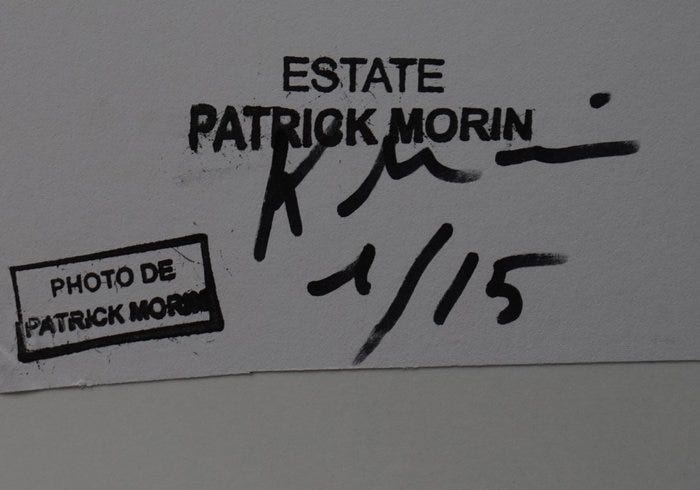 ESTATE
PATRICK MORIN
1/15
PHOTO DE
PATRICK MORIN